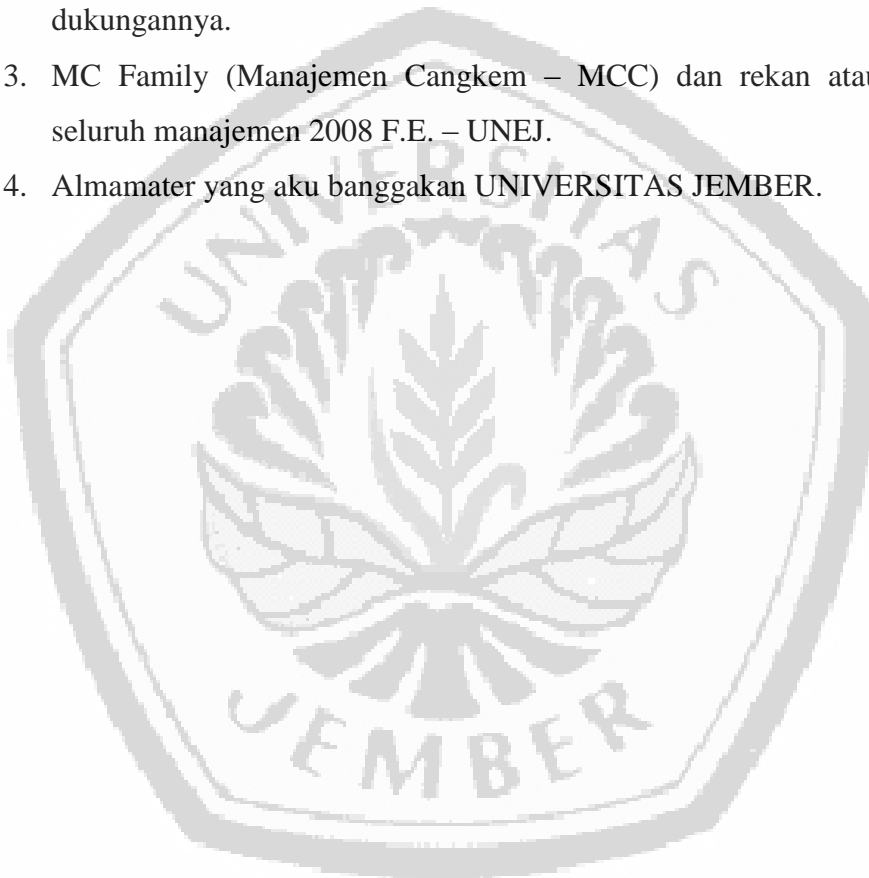 dukungannya.
3. MC Family (Manajemen Cangkem – MCC) dan rekan atau
seluruh manajemen 2008 F.E. – UNEJ.
4. Almamater yang aku banggakan UNIVERSITAS JEMBER.
UNIVERSITAS
JEMBER